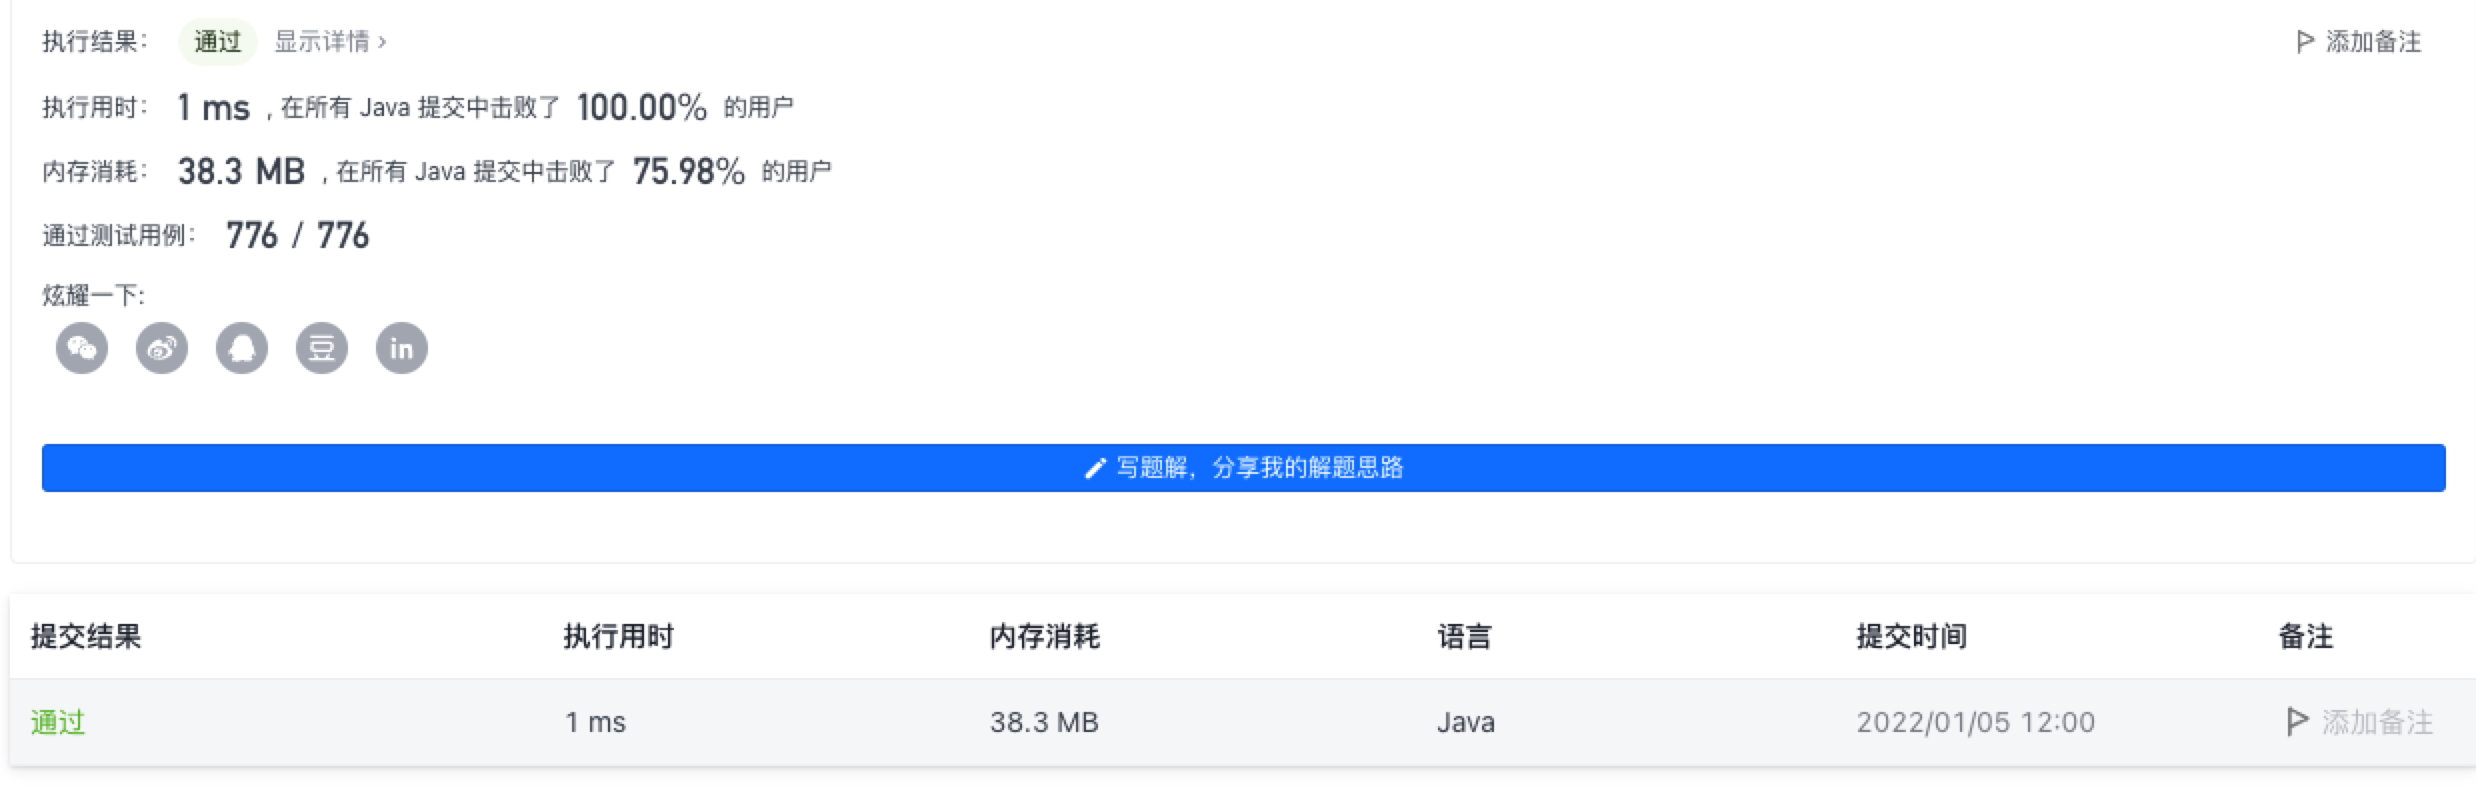 执行结果： 通过 显示详情 › 添加备注
执行用时： 1 ms , 在所有 Java 提交中击败了 100.00% 的用户
内存消耗： 38.3 MB , 在所有 Java 提交中击败了 75.98% 的用户
通过测试用例： 776 / 776
炫耀一下:
豆 in
写题解，分享我的解题思路
提交结果 执行用时 内存消耗 语言 提交时间 备注
通过 1 ms 38.3 MB Java 2022/01/05 12:00 添加备注